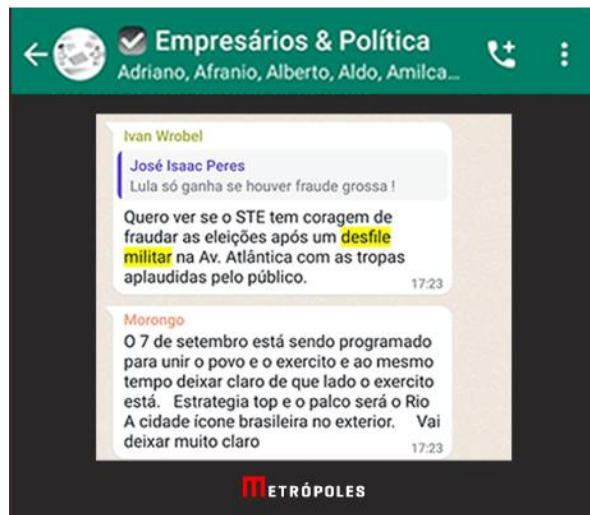 Empresários & Política
Adriano, Afranio, Alberto, Aldo, Amilca...
Ivan Wrobel
José Isaac Peres
Lula só ganha se houver fraude grossa !
Quero ver se o STE tem coragem de
fraudar as eleições após um desfile
militar na Av. Atlântica com as tropas
aplaudidas pelo público.
17:23
Morongo
O 7 de setembro está sendo programado
para unir o povo e o exercito e ao mesmo
tempo deixar claro de que lado o exercito
está. Estrategia top e o palco será o Rio
A cidade ícone brasileira no exterior. Vai
deixar muito claro
17:23
METRÓPOLES